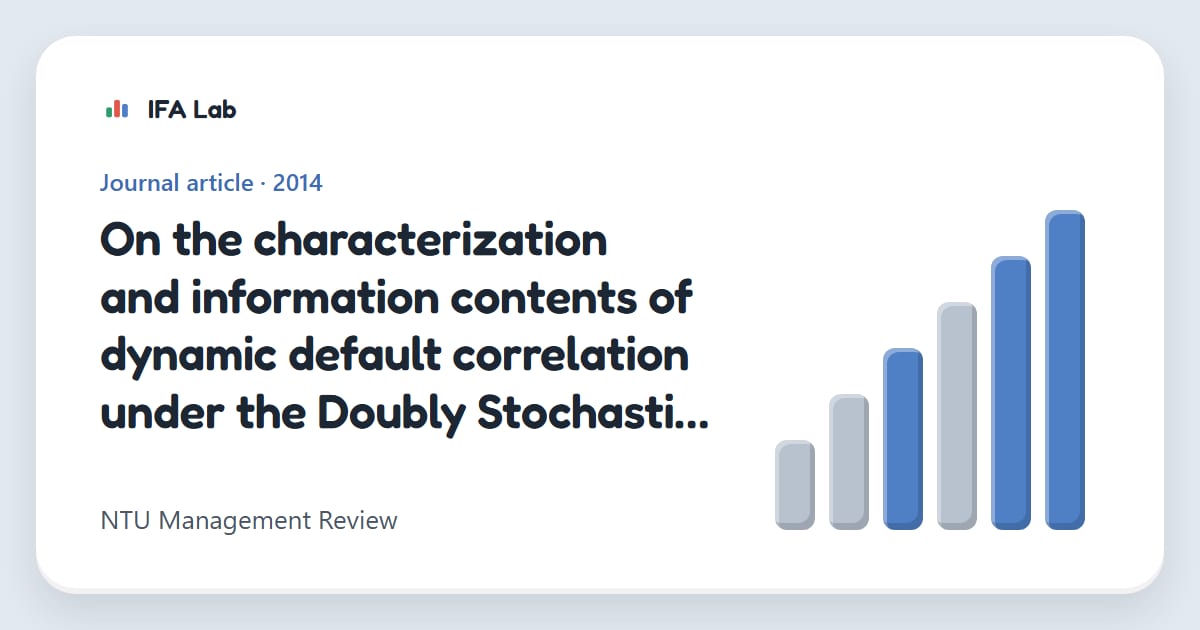 IFA Lab
Journal article · 2014
On the characterization
and information contents of
dynamic default correlation
under the Doubly Stochasti...
NTU Management Review